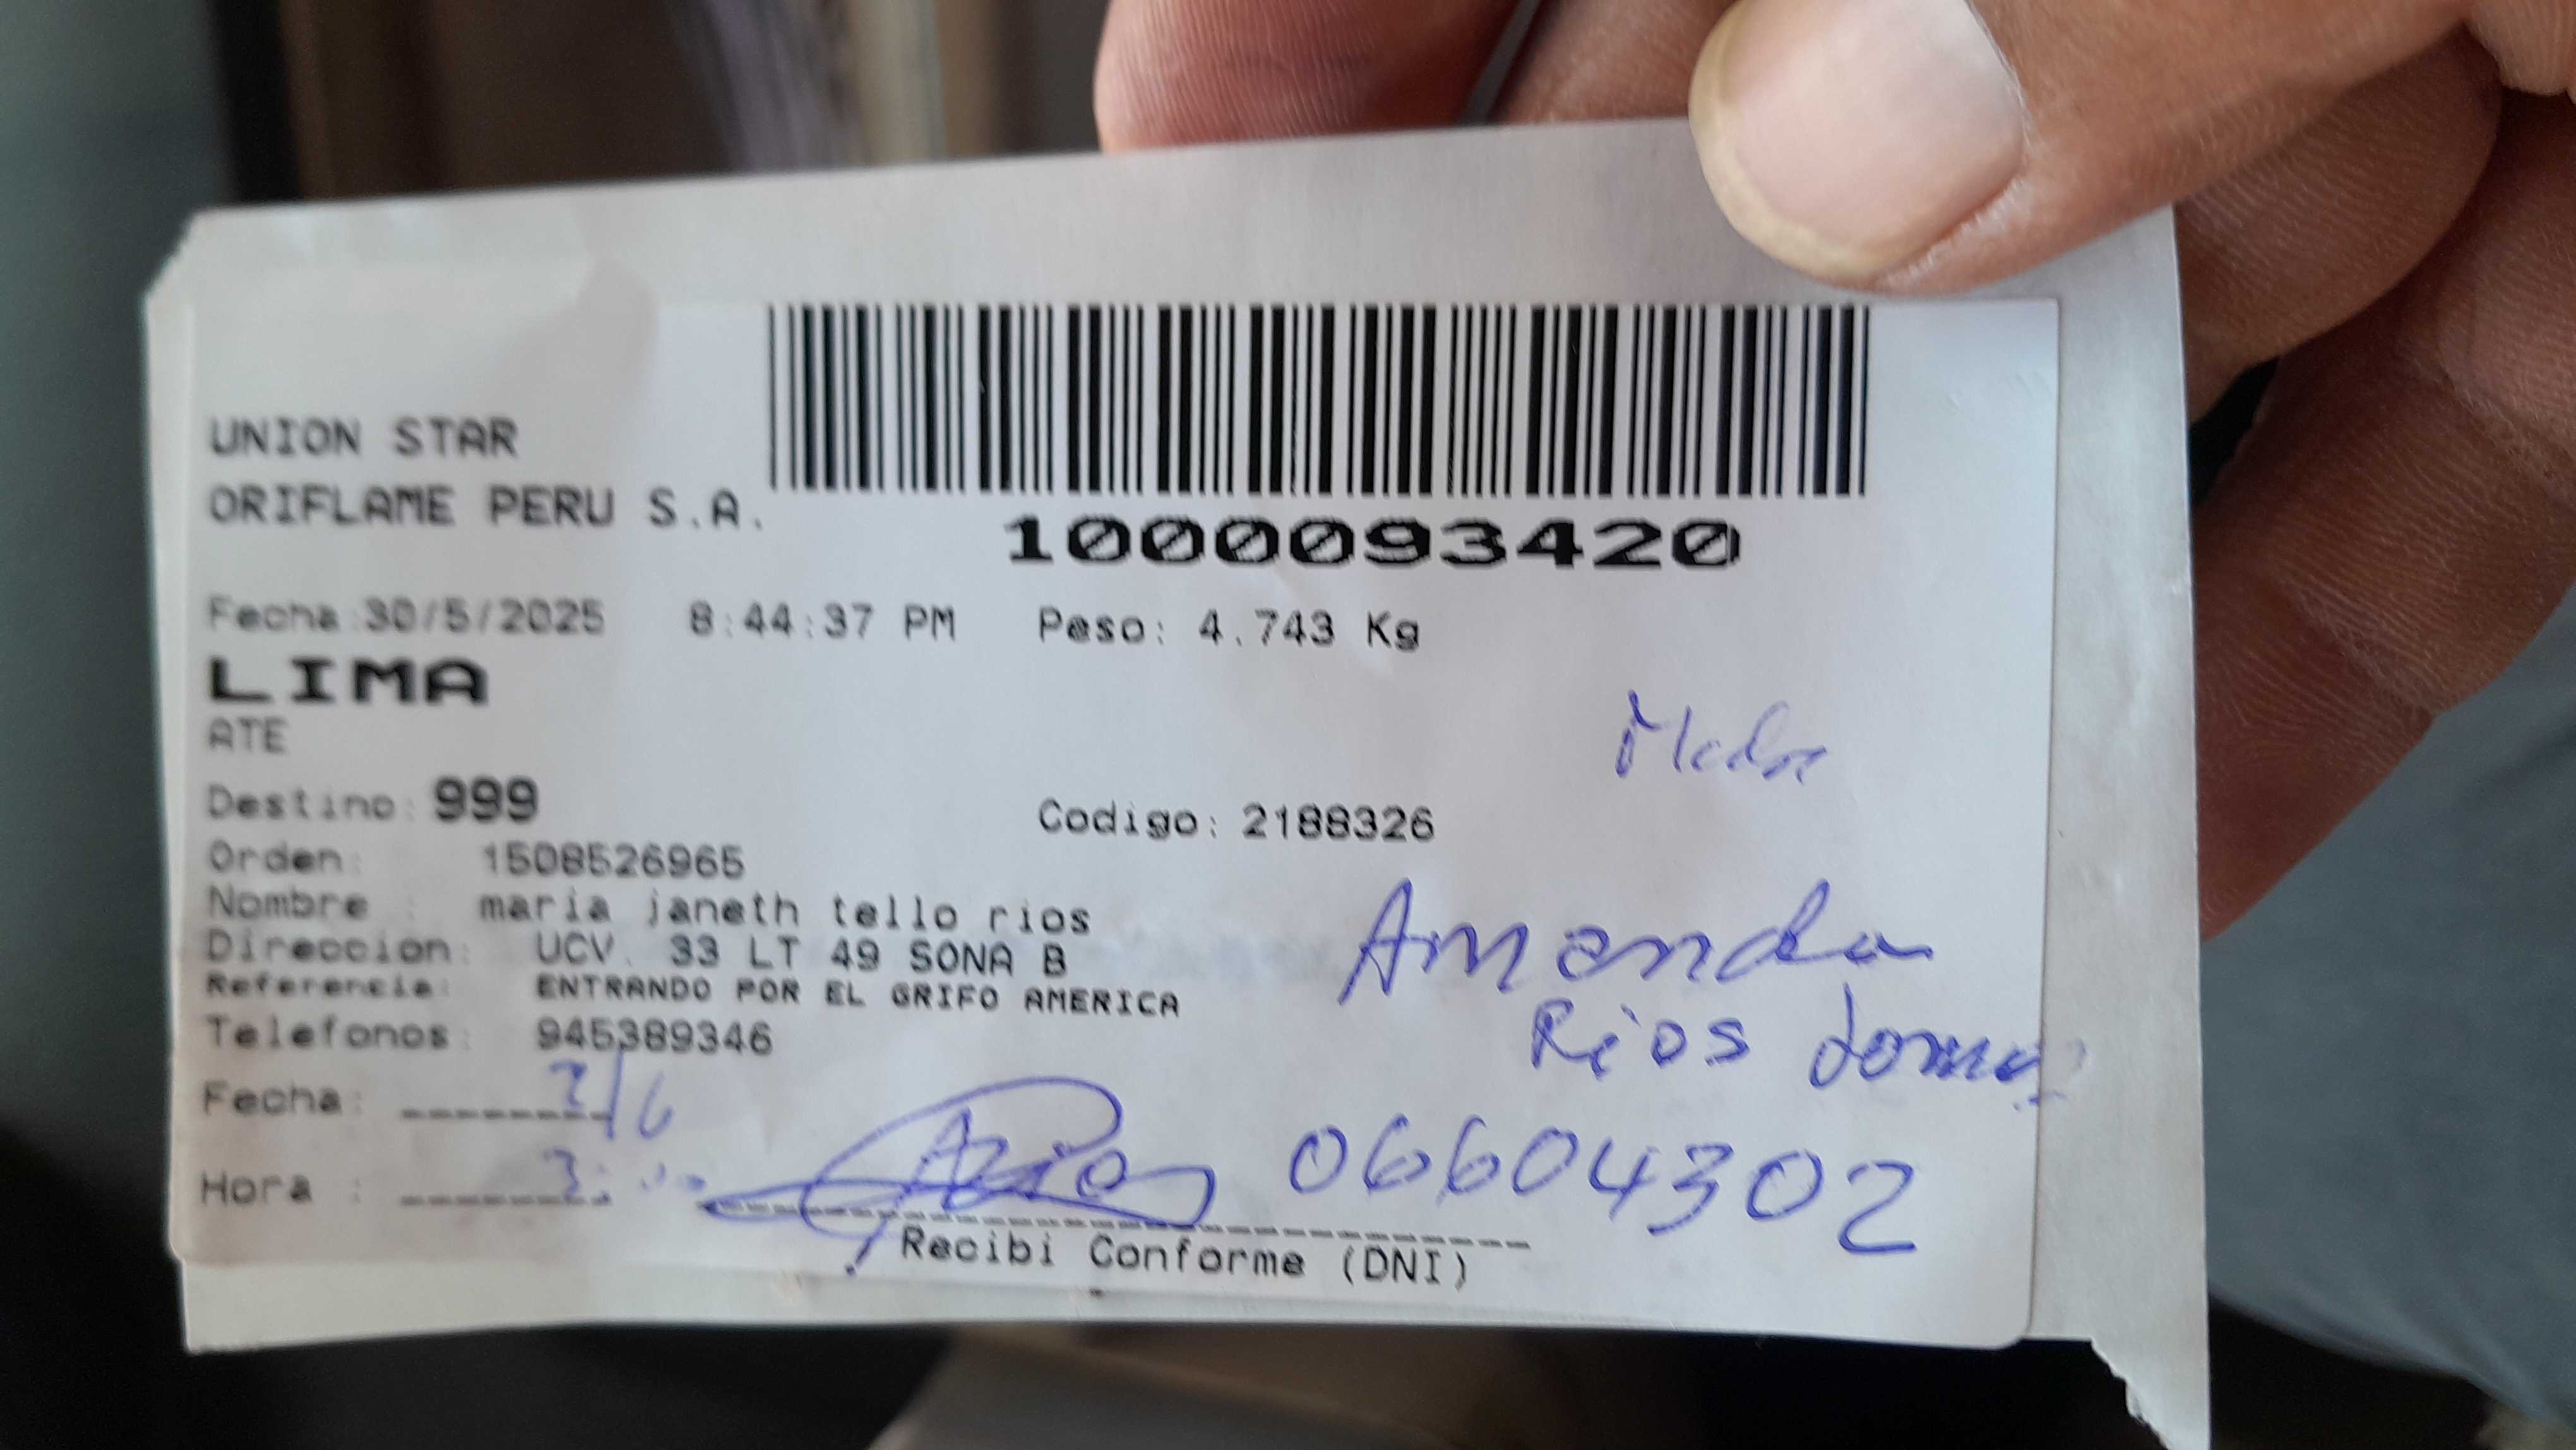 UNION STAR
ORIFLAME PERU S.A.
1000093420
Fecha:30/5/2025 8:44:37 PM Peso: 4.743 Kg
LIMA
ATE
Destino: 999 Codigo: 2188326
Orden: 1508526965
Nombre : maria janeth tello rios
Direccion: UCV. 33 LT 49 SONA B
Referencia: ENTRANDO POR EL GRIFO AMERICA
Telefonos: 945389346
Amanda
Rios
Fecha: 2/6
Hora :
06604302
Recibi Conforme (DNI)